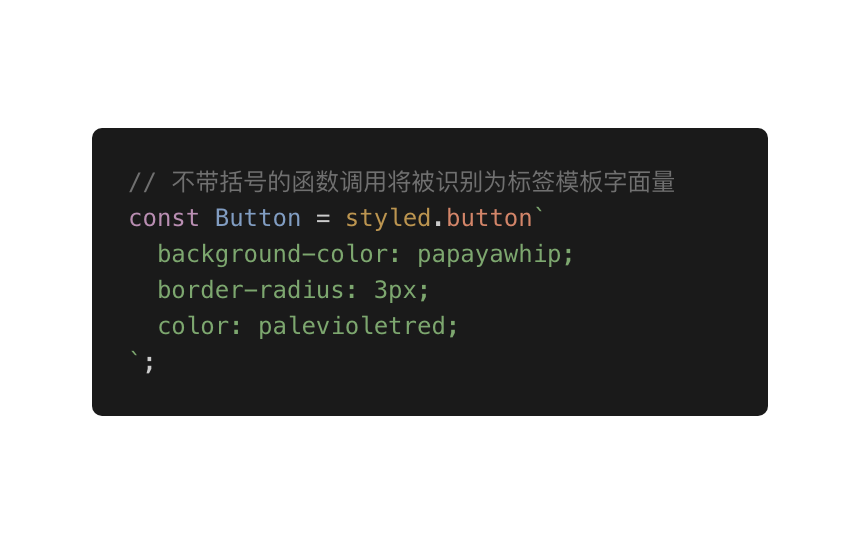 // 不带括号的函数调用将被识别为标签模板字面量
const Button = styled.button`
  background-color: papayawhip;
  border-radius: 3px;
  color: palevioletred;
`;